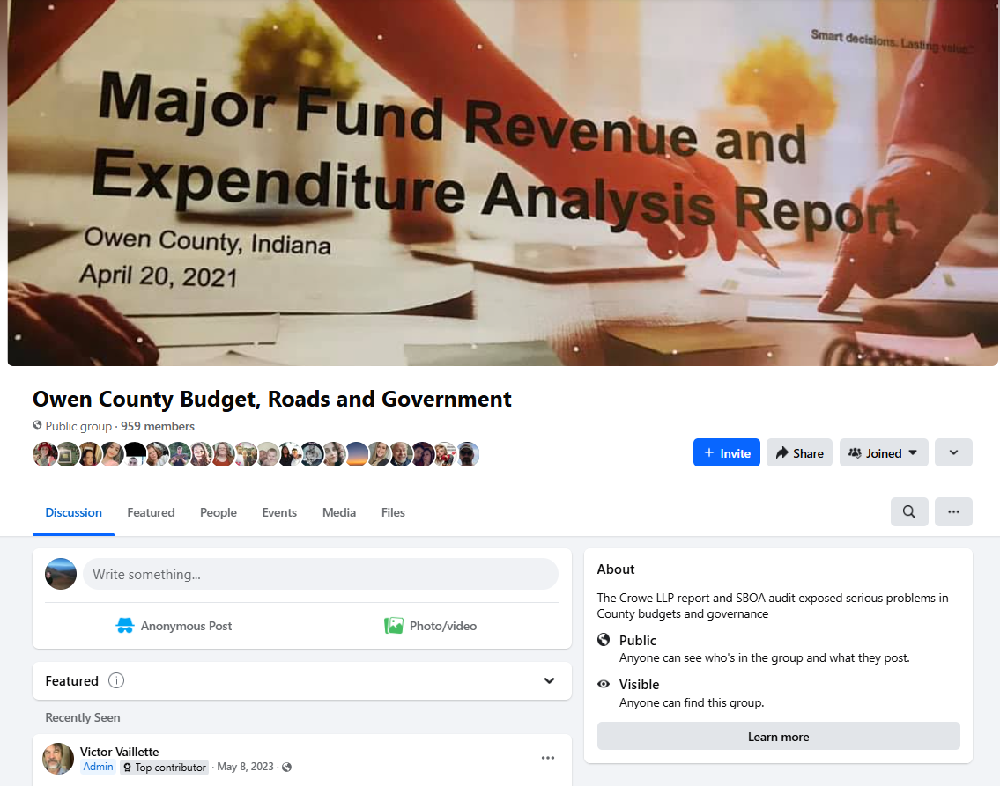 Smart decisions. Lasting value.™
Major Fund Revenue and
Expenditure Analysis Report
Owen County, Indiana
April 20, 2021
Owen County Budget, Roads and Government
Public group · 959 members
+ Invite
Share
Joined
Discussion
Featured
People
Events
Media
Files
Write something...
Anonymous Post
Photo/video
Featured
Recently Seen
Victor Vaillette
Admin Top contributor · May 8, 2023 ·
About
The Crowe LLP report and SBOA audit exposed serious problems in
County budgets and governance
Public
Anyone can see who's in the group and what they post.
Visible
Anyone can find this group.
Learn more